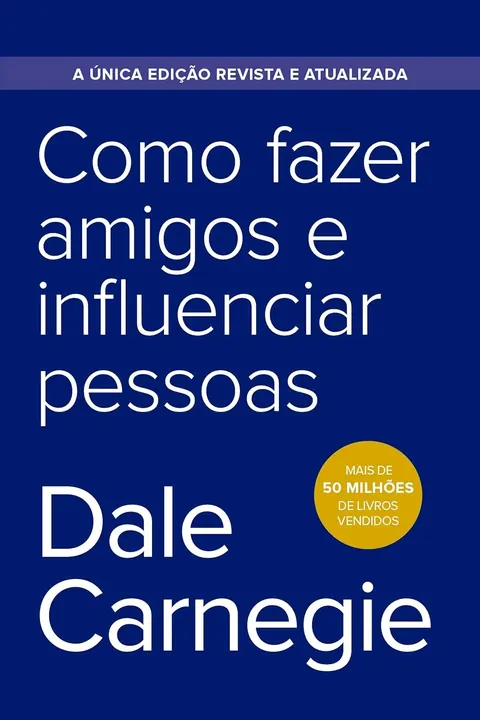 A ÚNICA EDIÇÃO REVISTA E ATUALIZADA
Como fazer
amigos e
influenciar
pessoas
MAIS DE
50 MILHÕES
DE LIVROS
VENDIDOS
Dale
Carnegie